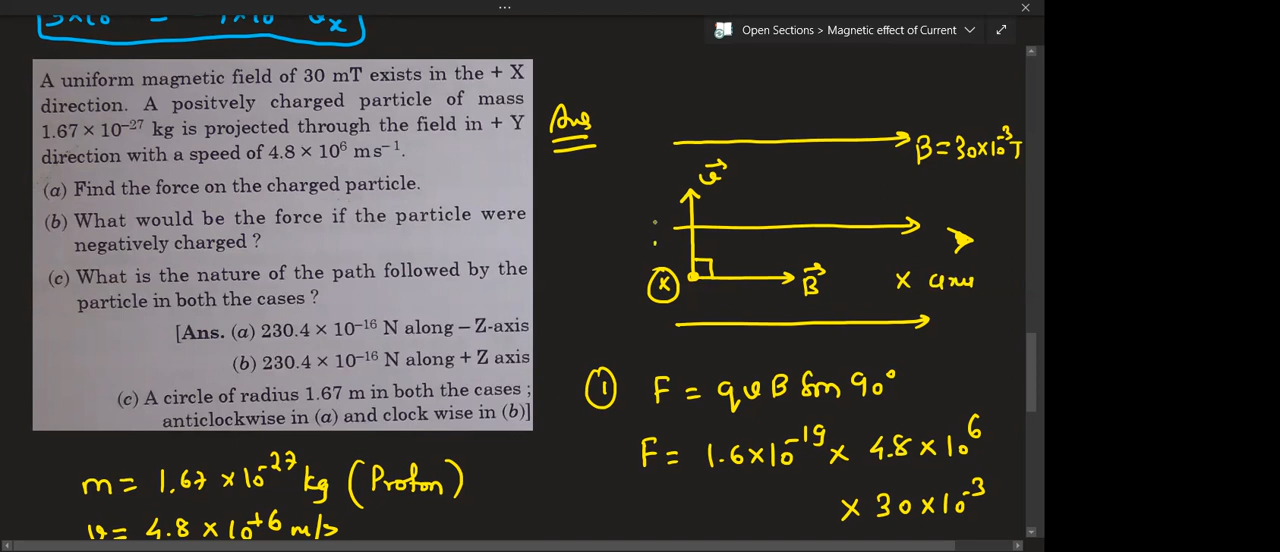 Open Sections > Magnetic effect of Current
A uniform magnetic field of 30 mT exists in the + X
direction. A positvely charged particle of mass
1.67 × 10⁻²⁷ kg is projected through the field in + Y
direction with a speed of 4.8 × 10⁶ ms⁻¹.
(a) Find the force on the charged particle.
(b) What would be the force if the particle were
negatively charged ?
(c) What is the nature of the path followed by the
particle in both the cases ?
[Ans. (a) 230.4 × 10⁻¹⁶ N along – Z-axis
(b) 230.4 × 10⁻¹⁶ N along + Z axis
(c) A circle of radius 1.67 m in both the cases ;
anticlockwise in (a) and clock wise in (b)]
m = 1.67 × 10⁻²⁷ kg (Proton)
v = 4.8 × 10⁺⁶ m/s
Ans
B = 30×10⁻³ T
v⃗
x
B⃗
X axis
1 F = qvB Sin 90°
F = 1.6×10⁻¹⁹ × 4.8×10⁶
× 30×10⁻³